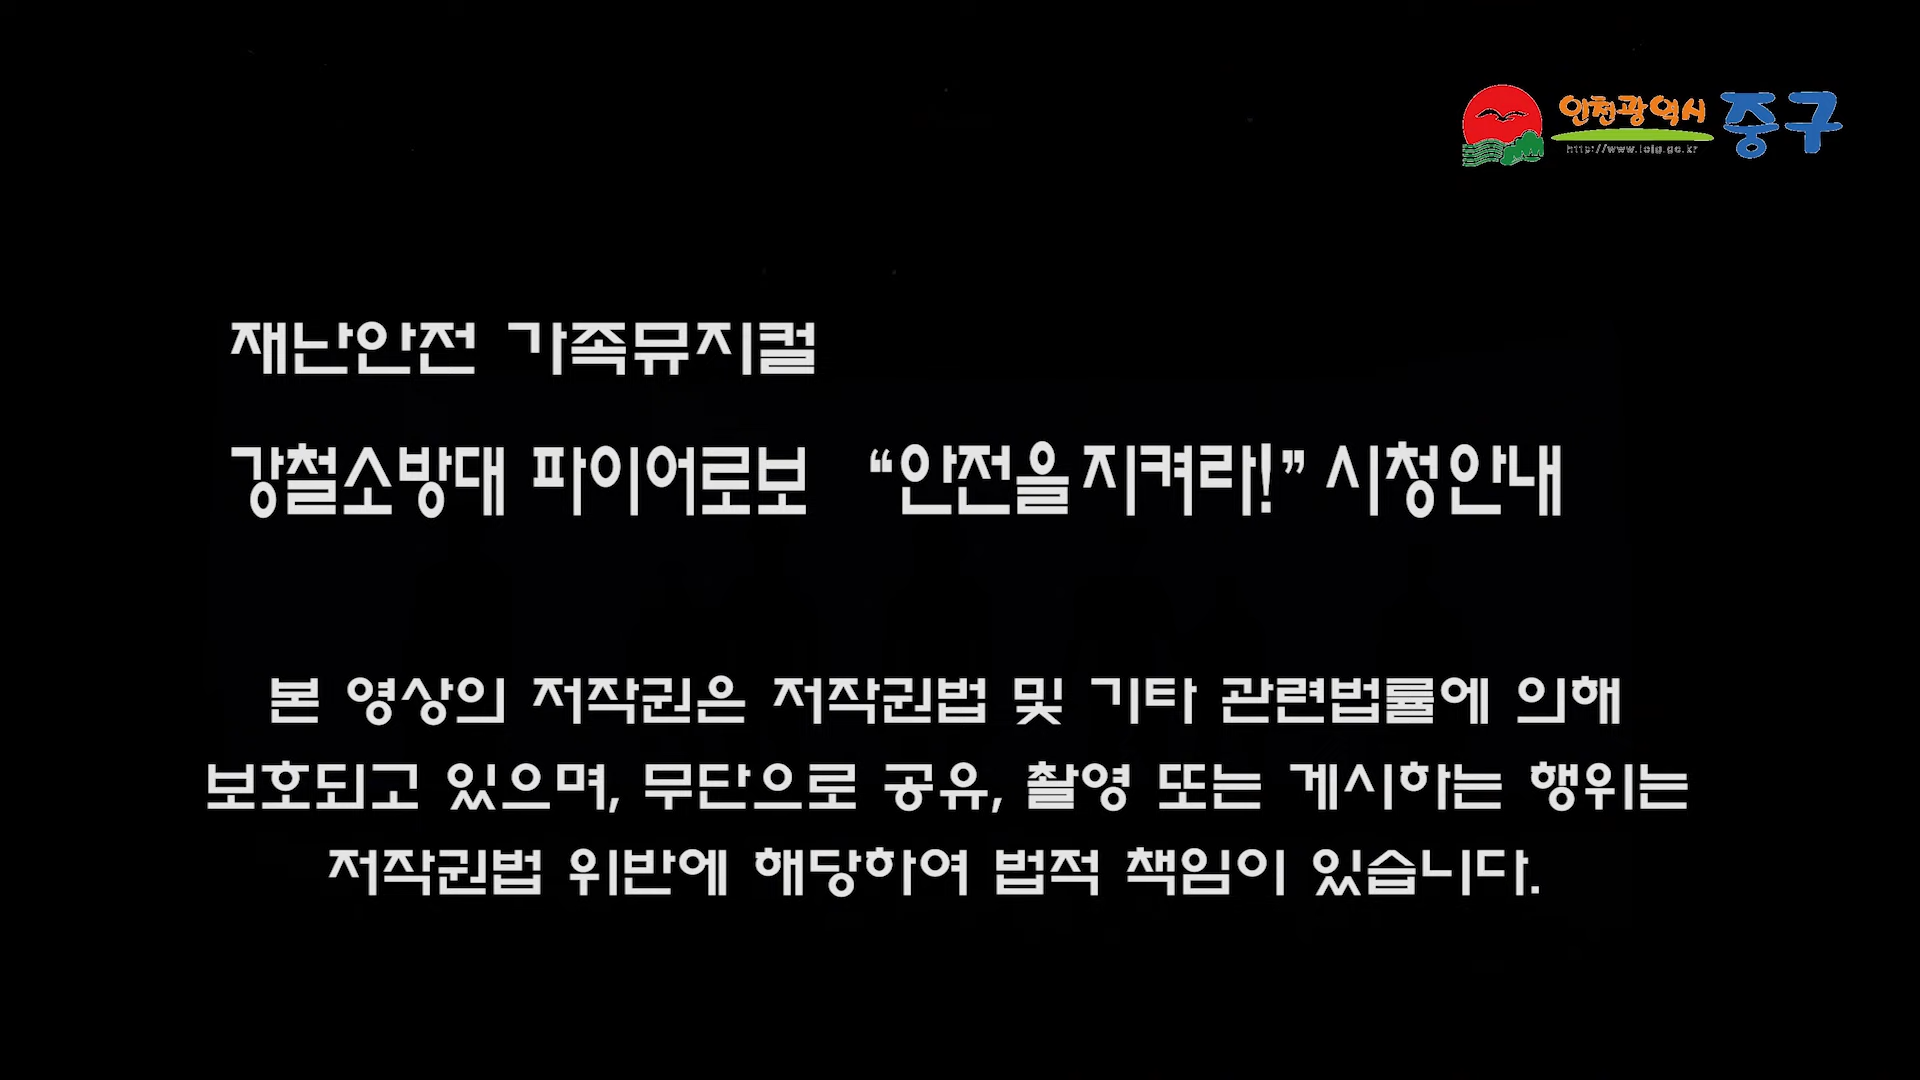 인천광역시 중구
재난안전 가족뮤지컬
강철소방대 파이어로보 “안전을지켜라!” 시청안내
본 영상의 저작권은 저작권법 및 기타 관련법률에 의해
보호되고 있으며, 무단으로 공유, 촬영 또는 게시하는 행위는
저작권법 위반에 해당하여 법적 책임이 있습니다.